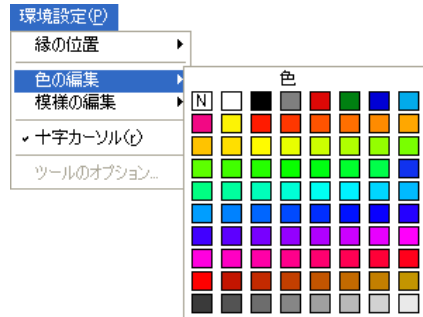 環境設定(P)
縁の位置
色の編集
模様の編集
十字カーソル(r)
ツールのオプション...
色
N